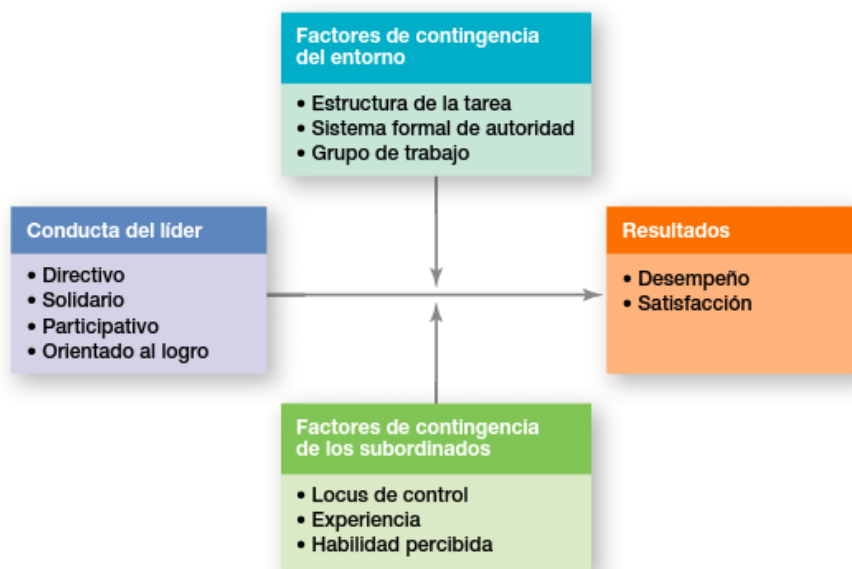 Factores de contingencia
del entorno
• Estructura de la tarea
• Sistema formal de autoridad
• Grupo de trabajo
Conducta del líder
• Directivo
• Solidario
• Participativo
• Orientado al logro
Resultados
• Desempeño
• Satisfacción
Factores de contingencia
de los subordinados
• Locus de control
• Experiencia
• Habilidad percibida